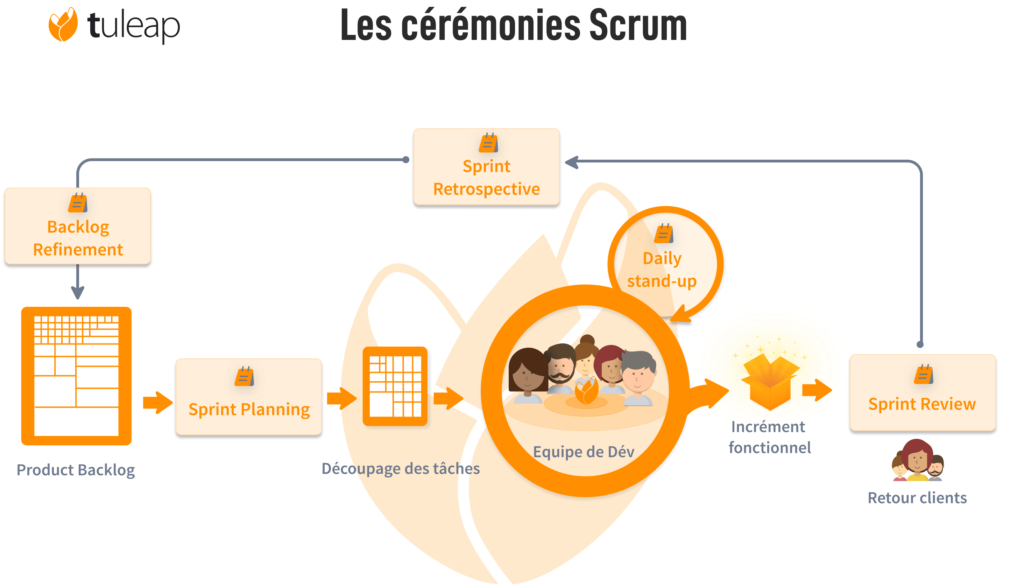 tuleap
Les cérémonies Scrum
Sprint
Retrospective
Backlog
Refinement
Daily
stand-up
Sprint Planning
Sprint Review
Product Backlog
Découpage des tâches
Equipe de Dév
Incrément
fonctionnel
Retour clients